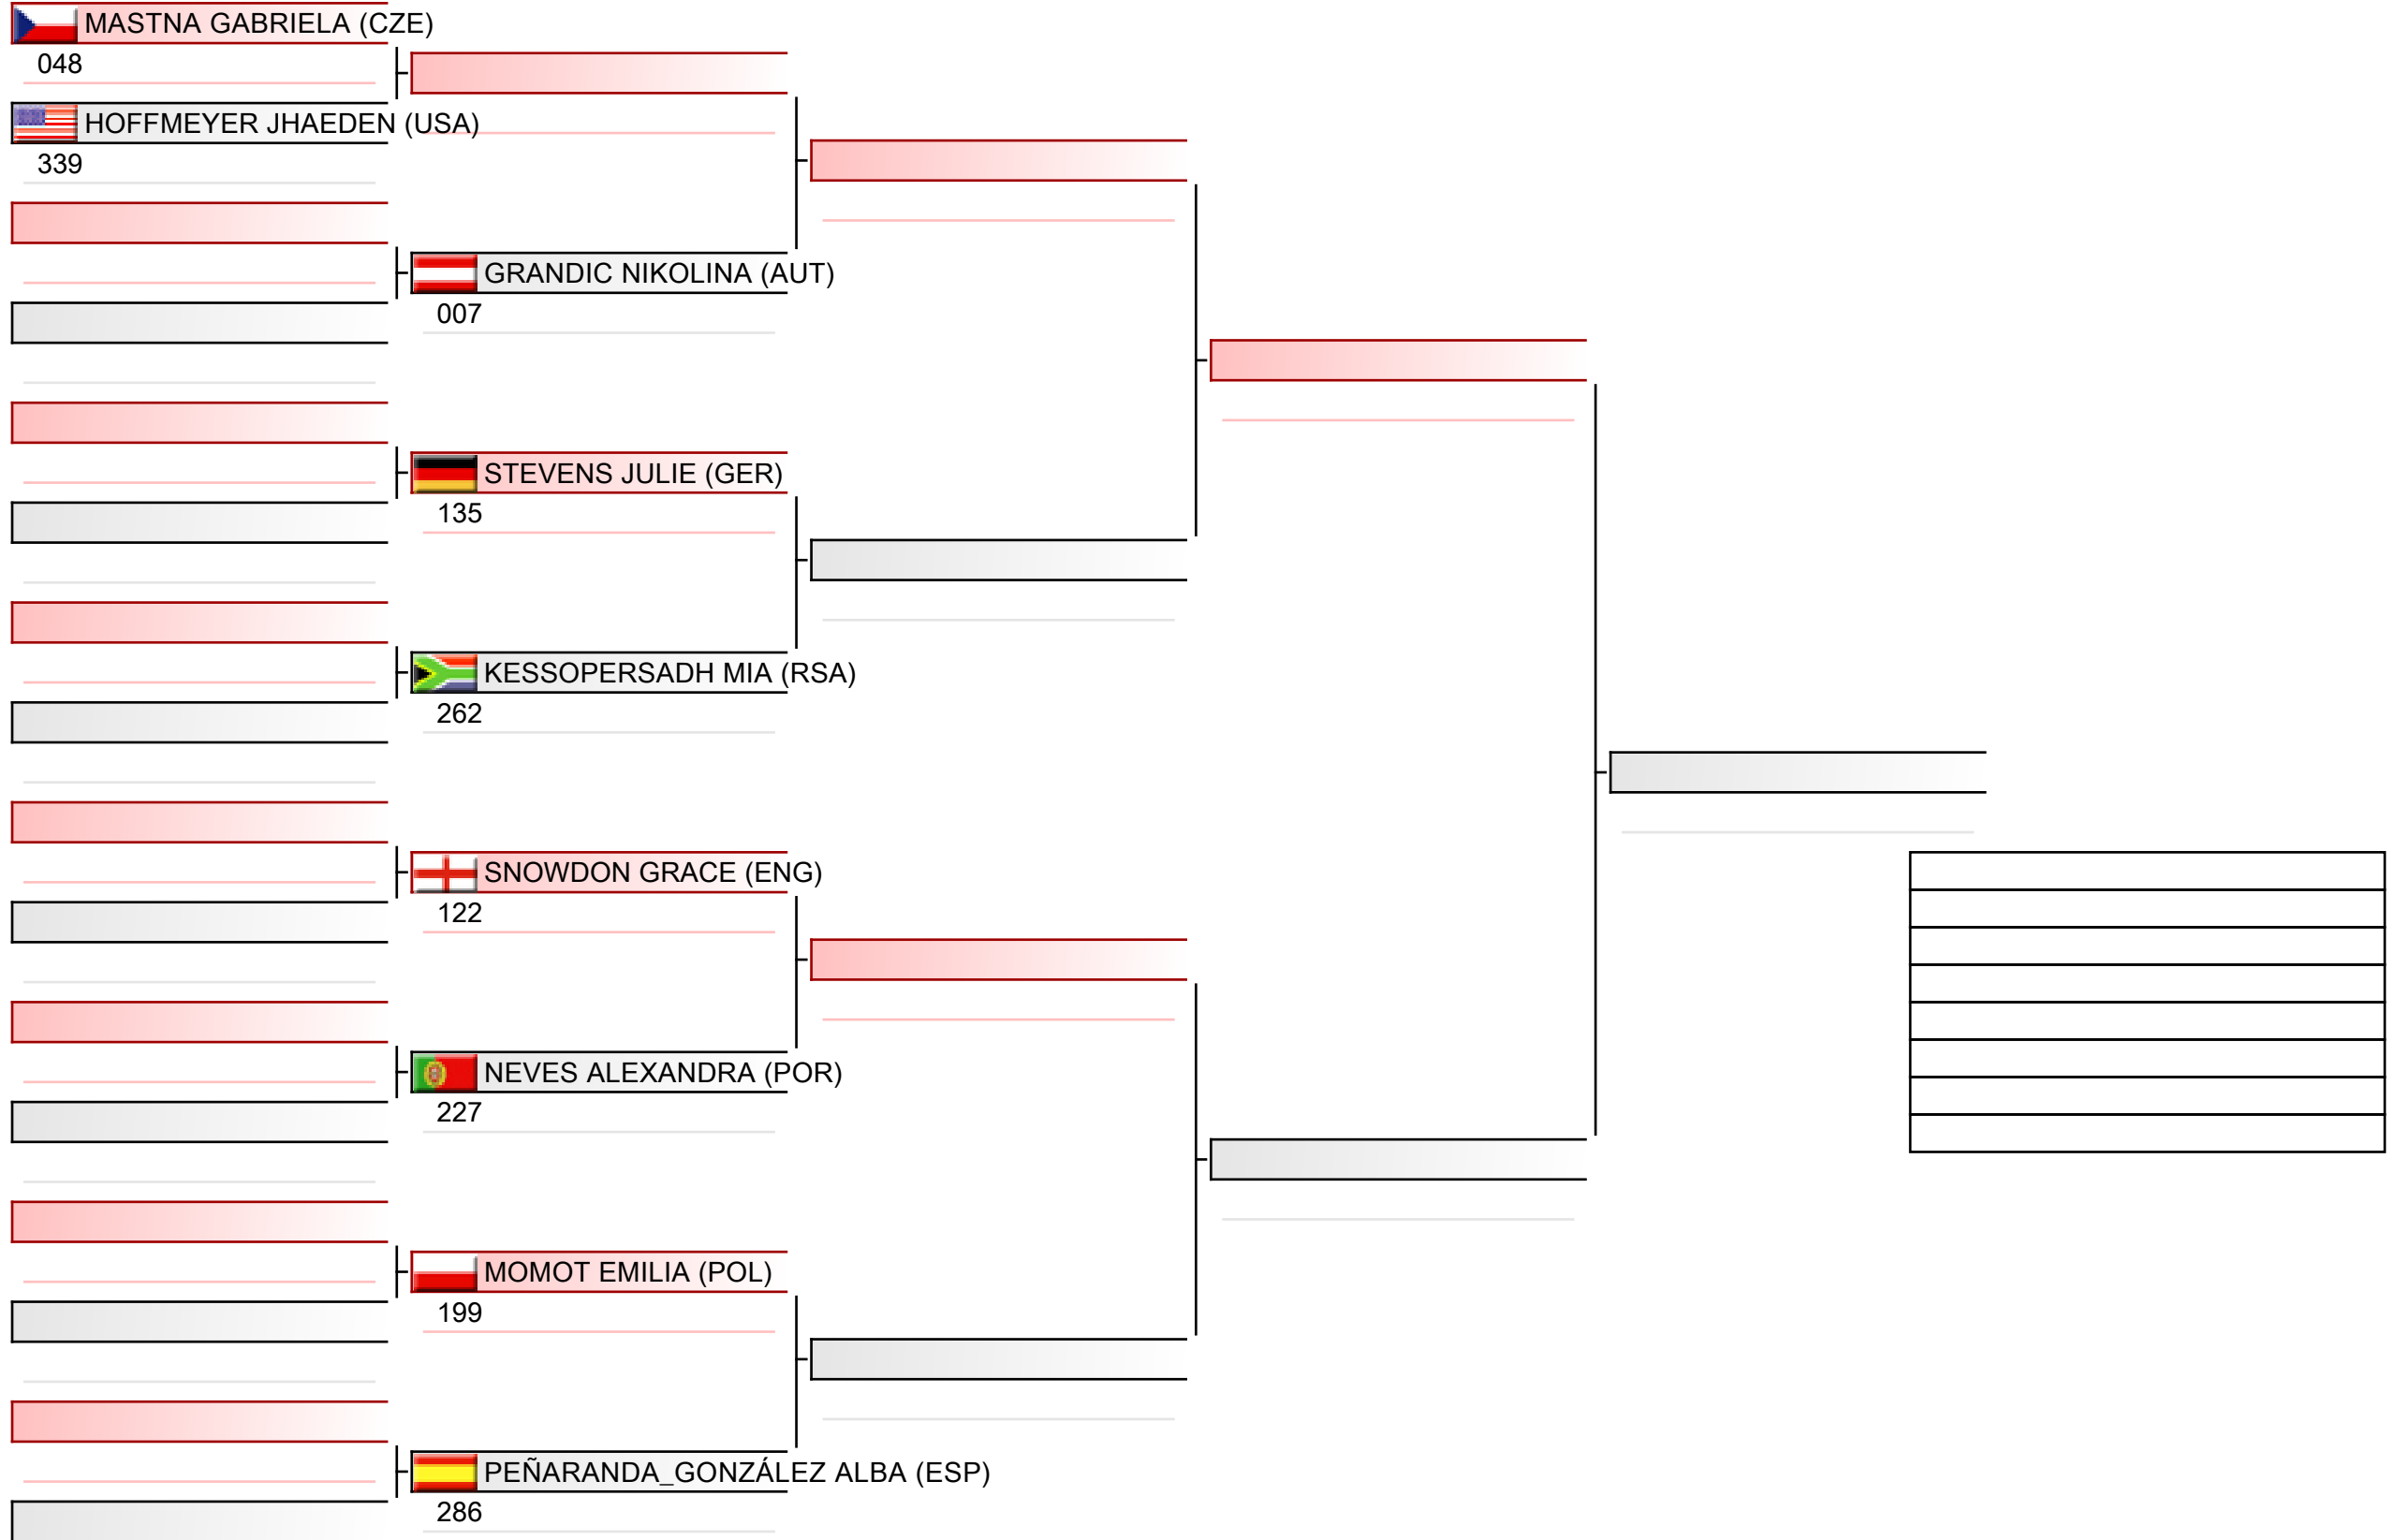 MASTNA GABRIELA (CZE)
048
HOFFMEYER JHAEDEN (USA)
339
GRANDIC NIKOLINA (AUT)
007
STEVENS JULIE (GER)
135
KESSOPERSADH MIA (RSA)
262
SNOWDON GRACE (ENG)
122
NEVES ALEXANDRA (POR)
227
MOMOT EMILIA (POL)
199
PEÑARANDA_GONZÁLEZ ALBA (ESP)
286